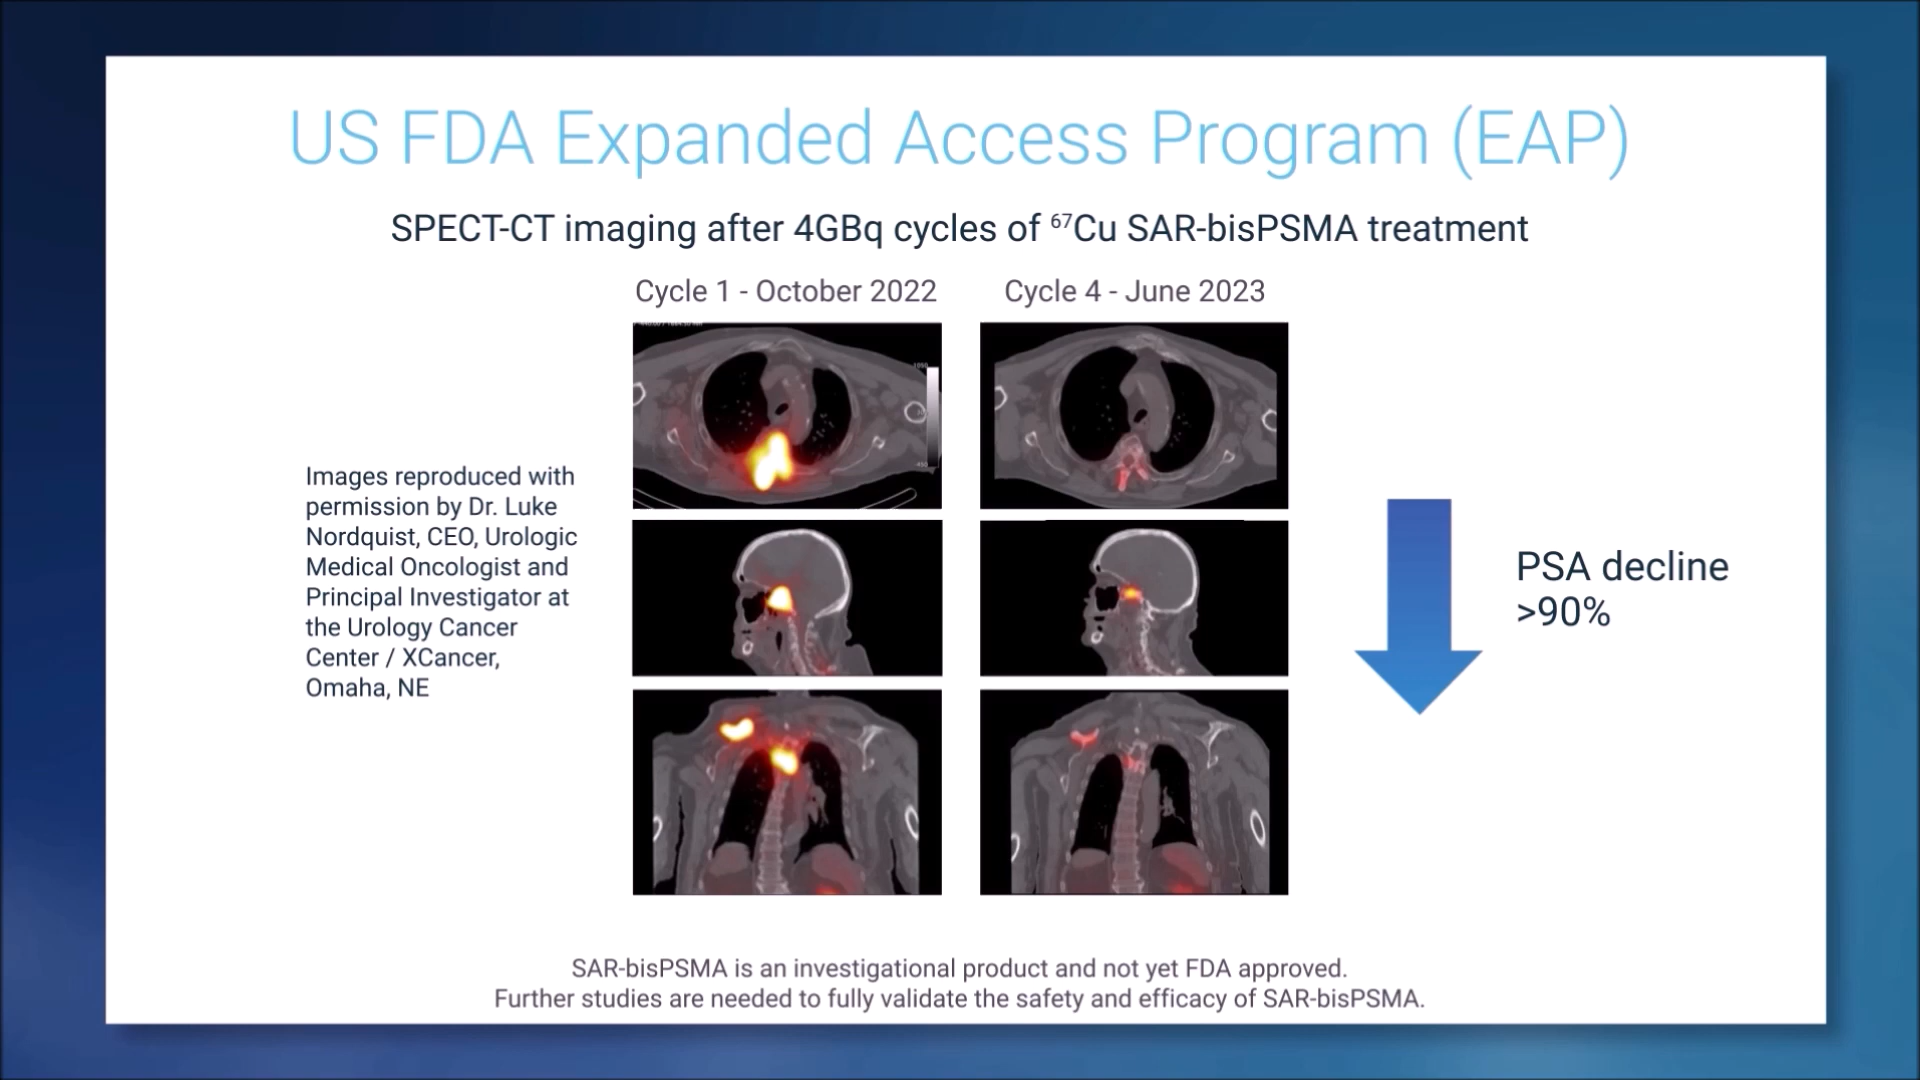 US FDA Expanded Access Program (EAP)
SPECT-CT imaging after 4GBq cycles of ⁶⁷Cu SAR-bisPSMA treatment
Cycle 1 - October 2022
Cycle 4 - June 2023
Images reproduced with
permission by Dr. Luke
Nordquist, CEO, Urologic
Medical Oncologist and
Principal Investigator at
the Urology Cancer
Center / XCancer,
Omaha, NE
PSA decline
>90%
SAR-bisPSMA is an investigational product and not yet FDA approved.
Further studies are needed to fully validate the safety and efficacy of SAR-bisPSMA.